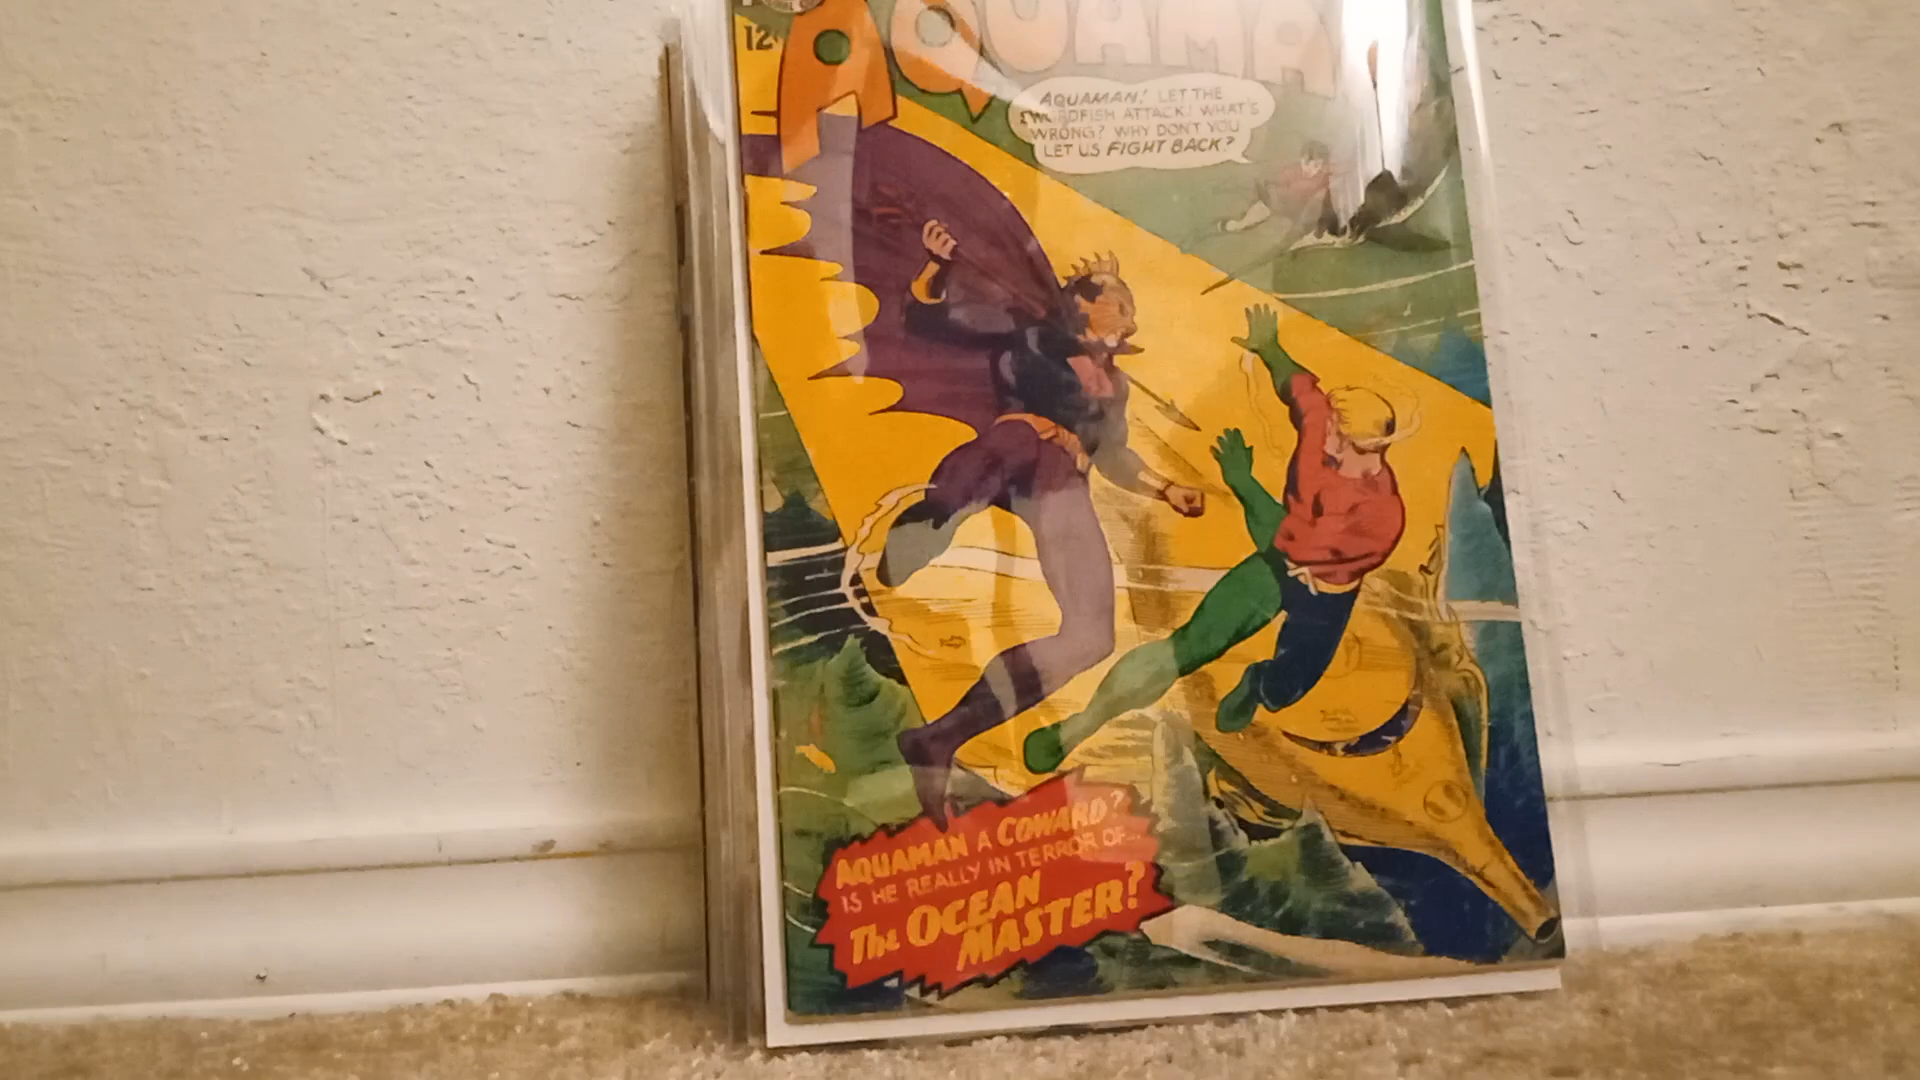 12¢
AQUAMA
AQUAMAN! LET THE
SWORDFISH ATTACK! WHAT'S
WRONG? WHY DON'T YOU
LET US FIGHT BACK?
AQUAMAN A COWARD?
IS HE REALLY IN TERROR OF...
The OCEAN
MASTER?